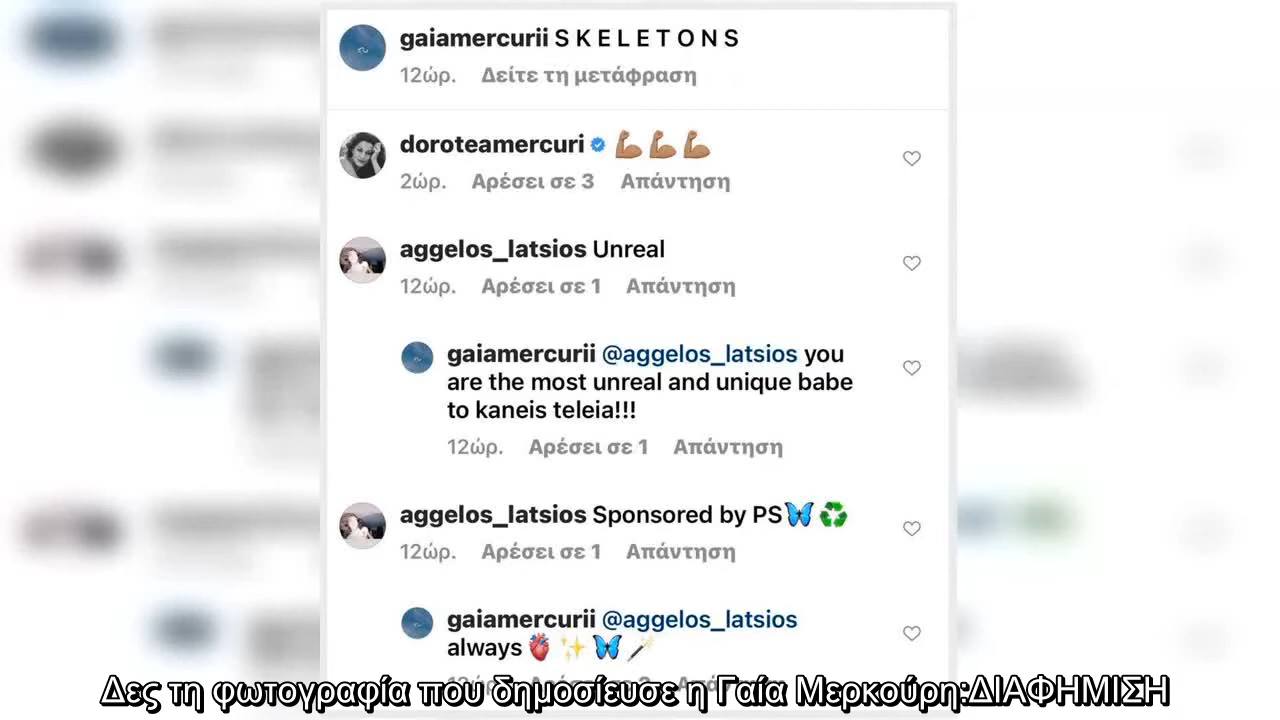 gaiamercurii S K E L E T O N S
12ώρ. Δείτε τη μετάφραση
doroteamercuri 💪🏽💪🏽💪🏽
2ώρ. Αρέσει σε 3 Απάντηση
aggelos_latsios Unreal
12ώρ. Αρέσει σε 1 Απάντηση
gaiamercurii @aggelos_latsios you
are the most unreal and unique babe
to kaneis teleia!!!
12ώρ. Αρέσει σε 1 Απάντηση
aggelos_latsios Sponsored by PS🦋♻️
12ώρ. Αρέσει σε 1 Απάντηση
gaiamercurii @aggelos_latsios
always 🫀✨🦋🪄
Δες τη φωτογραφία που δημοσίευσε η Γαία Μερκούρη:ΔΙΑΦΗΜΙΣΗ